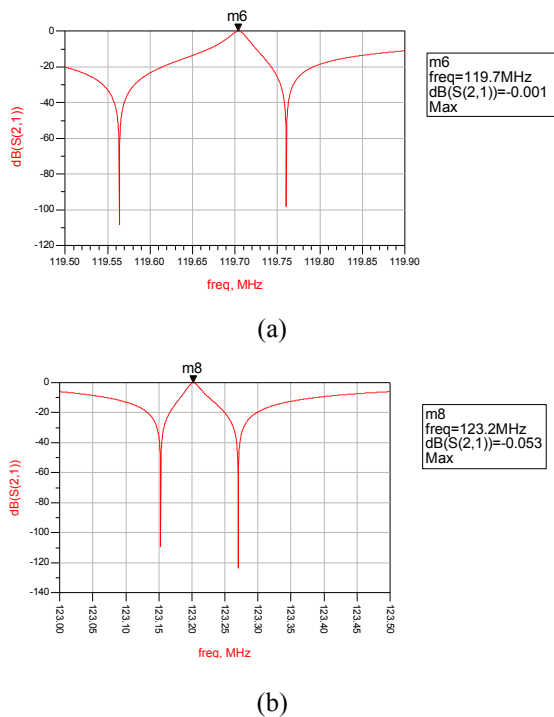 m6
0
-20
-40
-60
-80
-100
-120
dB(S(2,1))
119.50 119.55 119.60 119.65 119.70 119.75 119.80 119.85 119.90
freq, MHz
m6
freq=119.7MHz
dB(S(2,1))=-0.001
Max
(a)
m8
0
-20
-40
-60
-80
-100
-120
-140
dB(S(2,1))
123.00 123.05 123.10 123.15 123.20 123.25 123.30 123.35 123.40 123.45 123.50
freq, MHz
m8
freq=123.2MHz
dB(S(2,1))=-0.053
Max
(b)